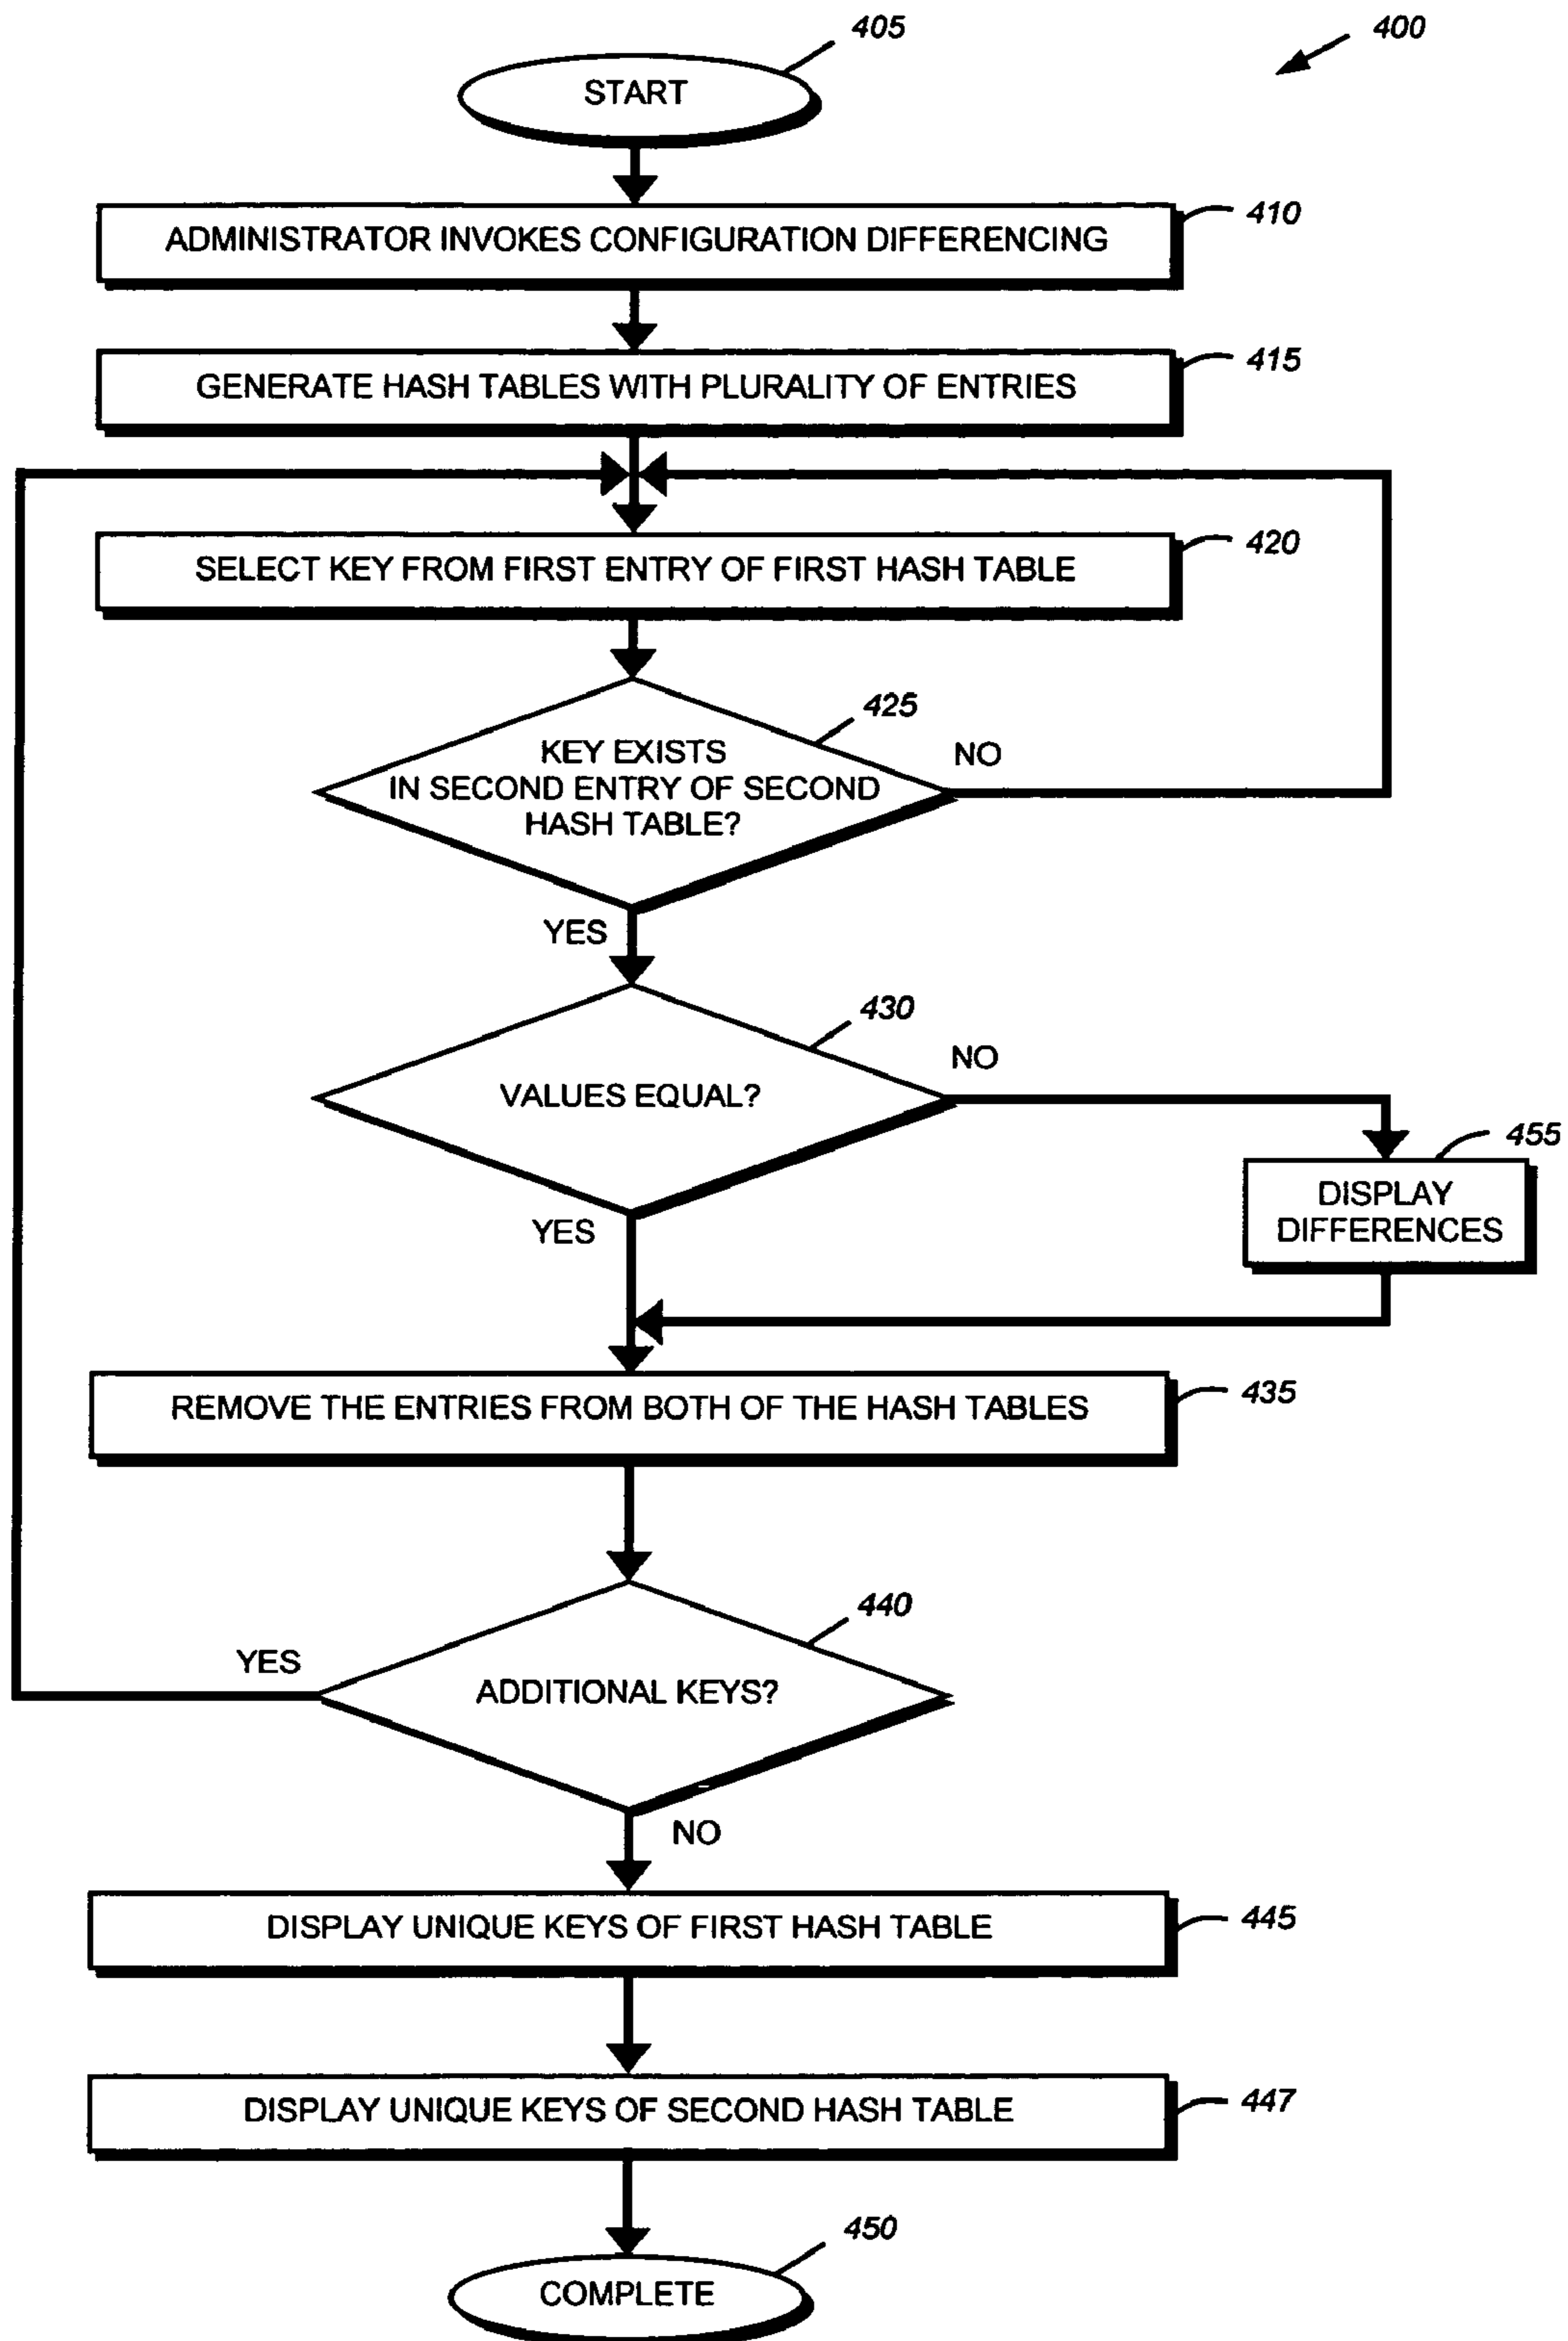 405
400
START
410
ADMINISTRATOR INVOKES CONFIGURATION DIFFERENCING
415
GENERATE HASH TABLES WITH PLURALITY OF ENTRIES
420
SELECT KEY FROM FIRST ENTRY OF FIRST HASH TABLE
425
KEY EXISTS
IN SECOND ENTRY OF SECOND
HASH TABLE?
NO
YES
430
VALUES EQUAL?
NO
455
DISPLAY
DIFFERENCES
YES
435
REMOVE THE ENTRIES FROM BOTH OF THE HASH TABLES
440
YES
ADDITIONAL KEYS?
NO
445
DISPLAY UNIQUE KEYS OF FIRST HASH TABLE
447
DISPLAY UNIQUE KEYS OF SECOND HASH TABLE
450
COMPLETE